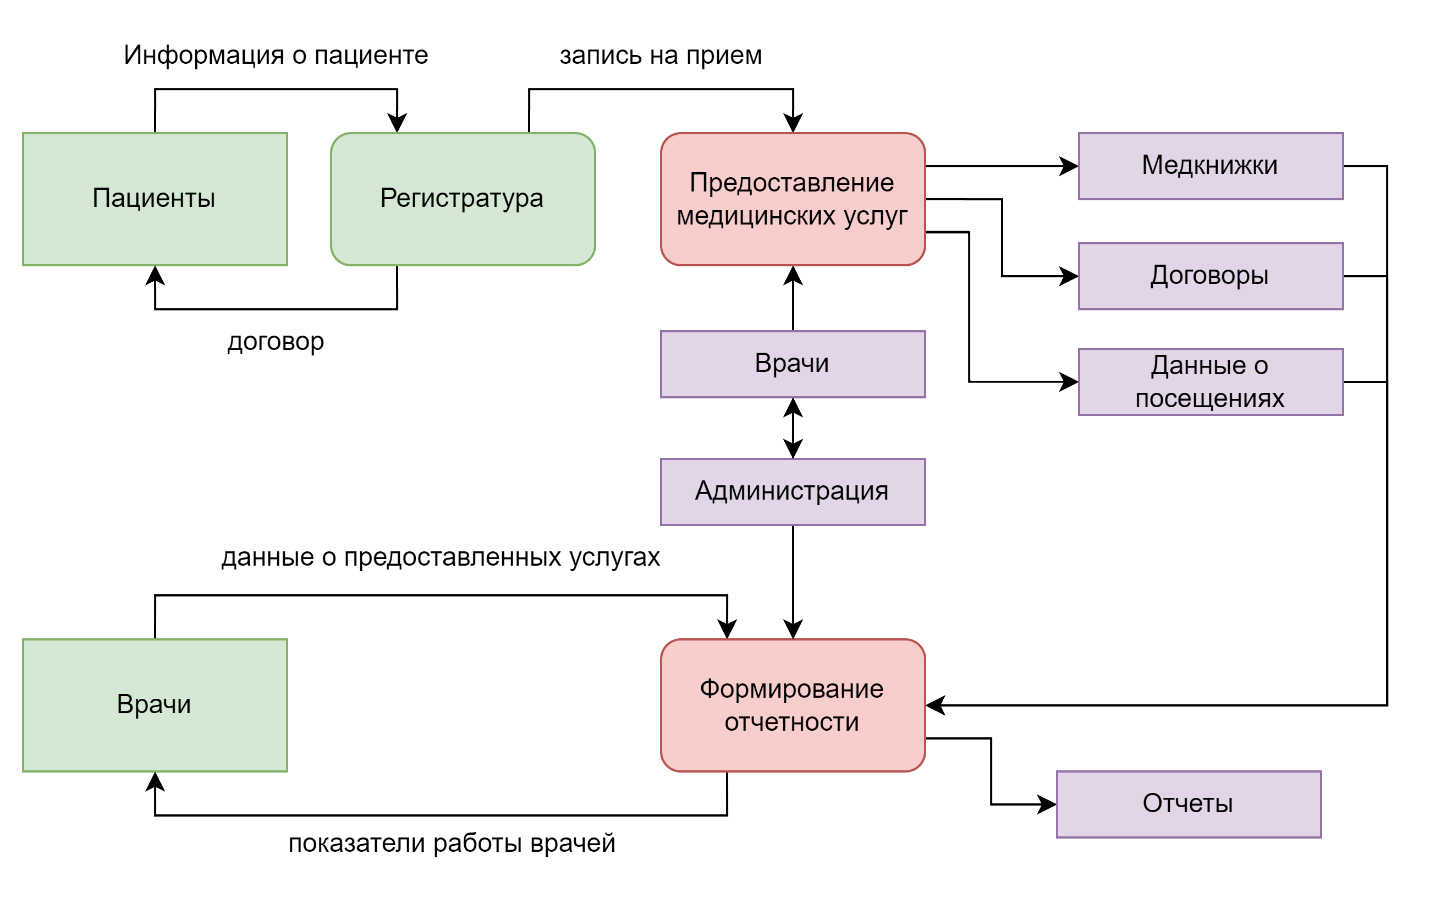 Информация о пациенте
запись на прием
Пациенты
Регистратура
Предоставление
медицинских услуг
Медкнижки
Договоры
Данные о
посещениях
договор
Врачи
Администрация
данные о предоставленных услугах
Врачи
Формирование
отчетности
Отчеты
показатели работы врачей